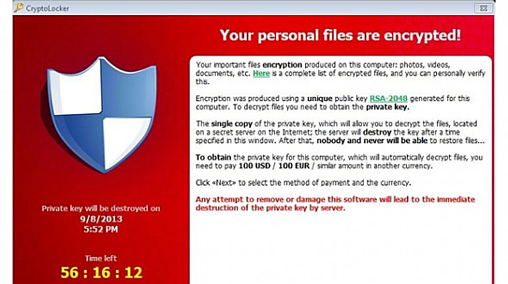 CryptoLocker
Your personal files are encrypted!
Your important files encryption produced on this computer: photos, videos,
documents, etc. Here is a complete list of encrypted files, and you can personally verify
this.
Encryption was produced using a unique public key RSA-2048 generated for this
computer. To decrypt files you need to obtain the private key.
The single copy of the private key, which will allow you to decrypt the files, located
on a secret server on the Internet; the server will destroy the key after a time
specified in this window. After that, nobody and never will be able to restore files...
To obtain the private key for this computer, which will automatically decrypt files, you
need to pay 100 USD / 100 EUR / similar amount in another currency.
Click «Next» to select the method of payment and the currency.
Any attempt to remove or damage this software will lead to the immediate
destruction of the private key by server.
Private key will be destroyed on
9/8/2013
5:52 PM
Time left
56 : 16 : 12